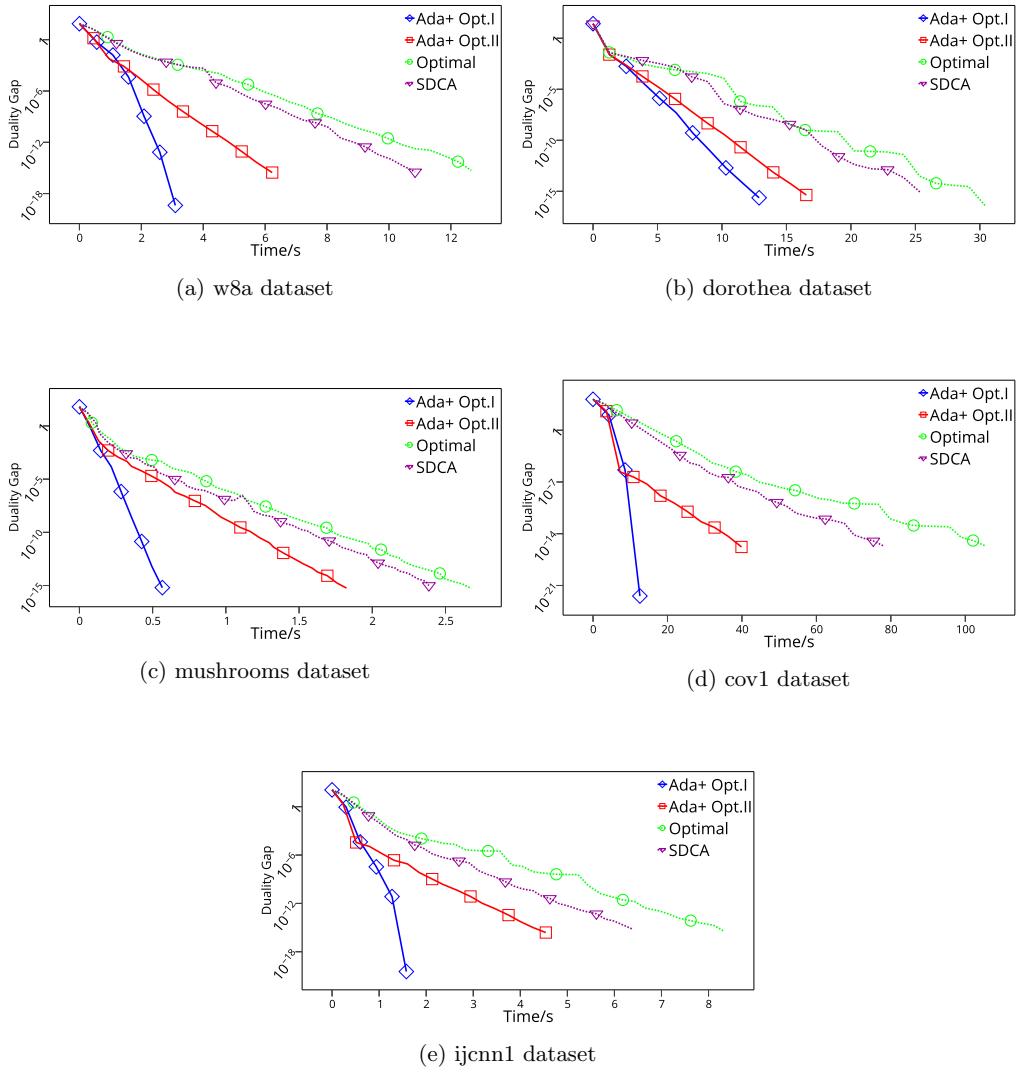 Ada+ Opt.I
Ada+ Opt.II
Optimal
SDCA
Duality Gap
1
10^-6
10^-12
10^-18
0 2 4 6 8 10 12
Time/s
(a) w8a dataset
Ada+ Opt.I
Ada+ Opt.II
Optimal
SDCA
Duality Gap
1
10^-5
10^-10
10^-15
0 5 10 15 20 25 30
Time/s
(b) dorothea dataset
Ada+ Opt.I
Ada+ Opt.II
Optimal
SDCA
Duality Gap
1
10^-5
10^-10
10^-15
0 0.5 1 1.5 2 2.5
Time/s
(c) mushrooms dataset
Ada+ Opt.I
Ada+ Opt.II
Optimal
SDCA
Duality Gap
1
10^-7
10^-14
10^-21
0 20 40 60 80 100
Time/s
(d) cov1 dataset
Ada+ Opt.I
Ada+ Opt.II
Optimal
SDCA
Duality Gap
1
10^-6
10^-12
10^-18
0 1 2 3 4 5 6 7 8
Time/s
(e) ijcnn1 dataset